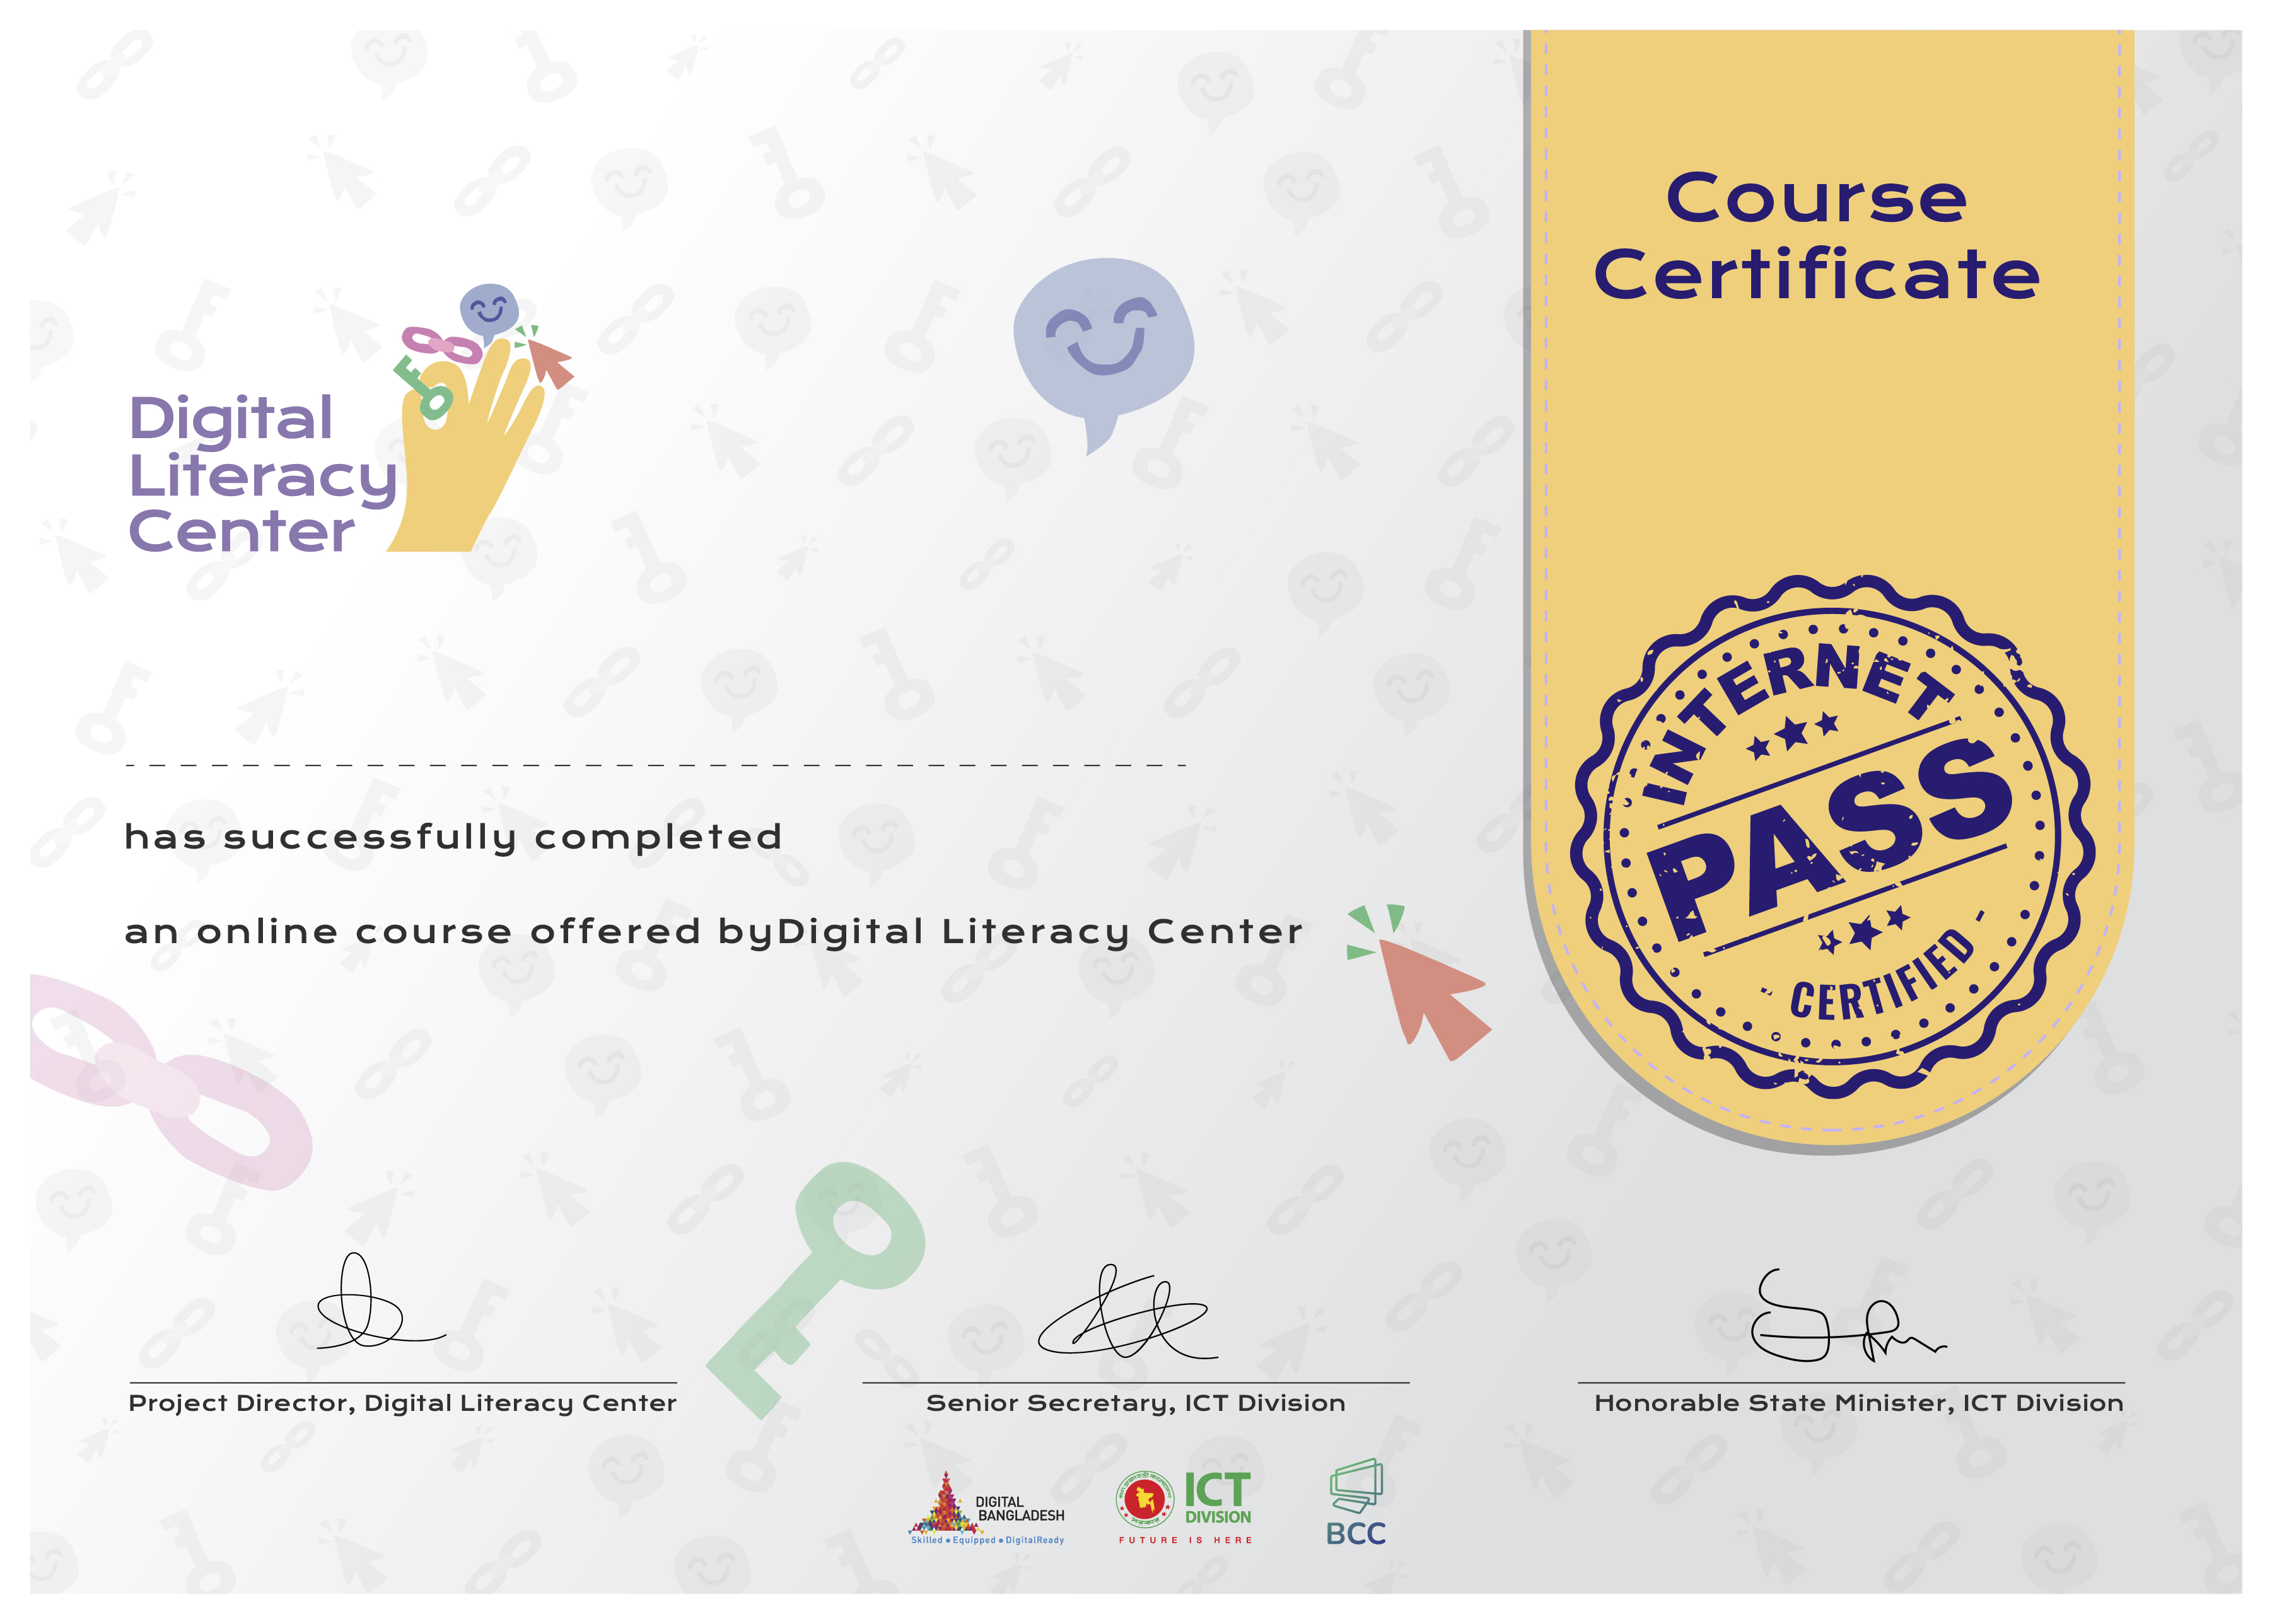 Course
Certificate
Digital
Literacy
Center
INTERNET
PASS
CERTIFIED
has successfully completed
an online course offered byDigital Literacy Center
Project Director, Digital Literacy Center
Senior Secretary, ICT Division
Honorable State Minister, ICT Division
DIGITAL
BANGLADESH
Skilled • Equipped • DigitalReady
ICT
DIVISION
FUTURE IS HERE
BCC